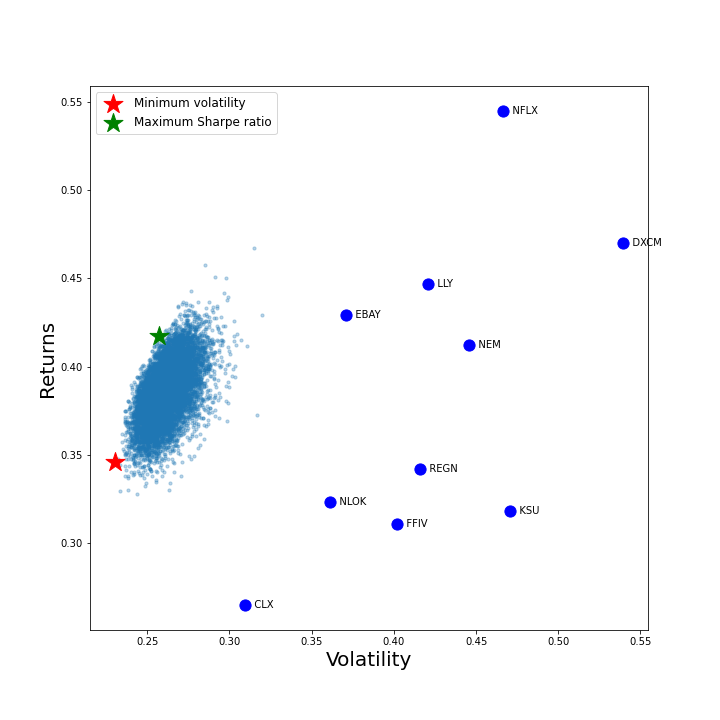 Minimum volatility
Maximum Sharpe ratio
0.55
NFLX
0.50
DXCM
LLY
0.45
EBAY
NEM
0.40
Returns
REGN
0.35
NLOK
KSU
FFIV
0.30
CLX
0.25 0.30 0.35 0.40 0.45 0.50 0.55
Volatility